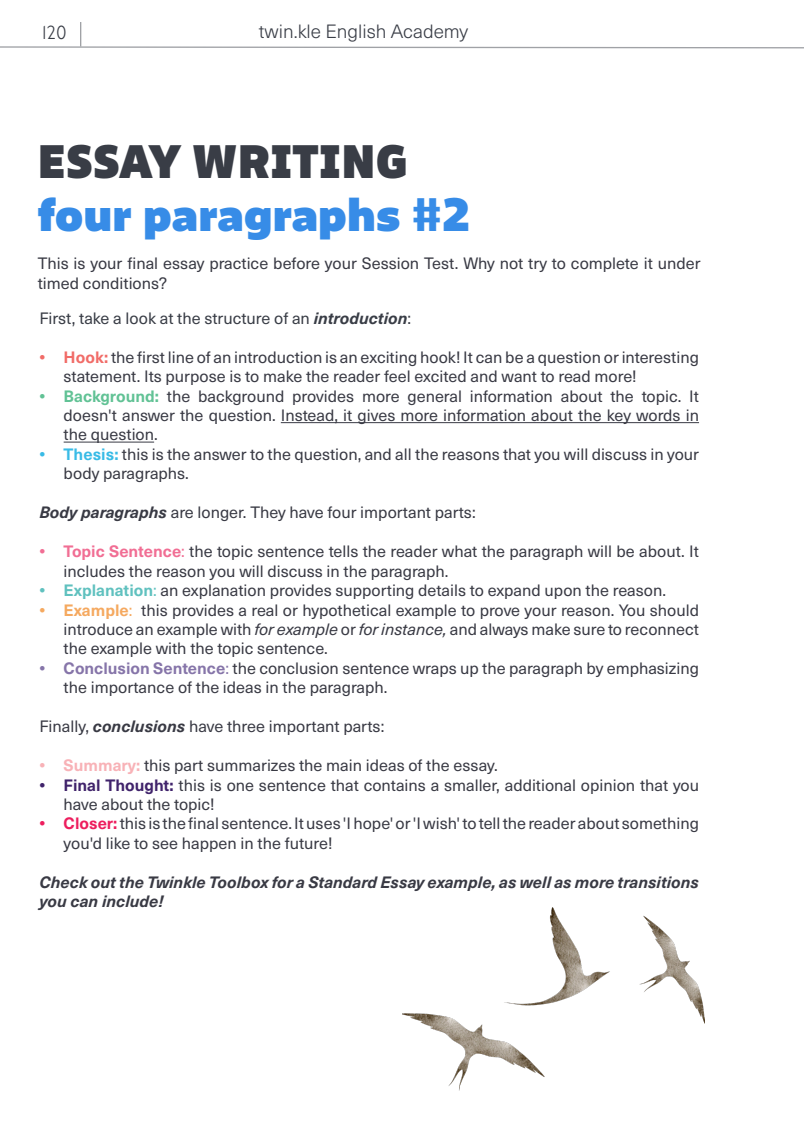 120
twin.kle English Academy
ESSAY WRITING
four paragraphs #2
This is your final essay practice before your Session Test. Why not try to complete it under
timed conditions?
First, take a look at the structure of an introduction:
• Hook: the first line of an introduction is an exciting hook! It can be a question or interesting
statement. Its purpose is to make the reader feel excited and want to read more!
• Background: the background provides more general information about the topic. It
doesn't answer the question. Instead, it gives more information about the key words in
the question.
• Thesis: this is the answer to the question, and all the reasons that you will discuss in your
body paragraphs.
Body paragraphs are longer. They have four important parts:
• Topic Sentence: the topic sentence tells the reader what the paragraph will be about. It
includes the reason you will discuss in the paragraph.
• Explanation: an explanation provides supporting details to expand upon the reason.
• Example: this provides a real or hypothetical example to prove your reason. You should
introduce an example with for example or for instance, and always make sure to reconnect
the example with the topic sentence.
• Conclusion Sentence: the conclusion sentence wraps up the paragraph by emphasizing
the importance of the ideas in the paragraph.
Finally, conclusions have three important parts:
• Summary: this part summarizes the main ideas of the essay.
• Final Thought: this is one sentence that contains a smaller, additional opinion that you
have about the topic!
• Closer: this is the final sentence. It uses 'I hope' or 'I wish' to tell the reader about something
you'd like to see happen in the future!
Check out the Twinkle Toolbox for a Standard Essay example, as well as more transitions
you can include!